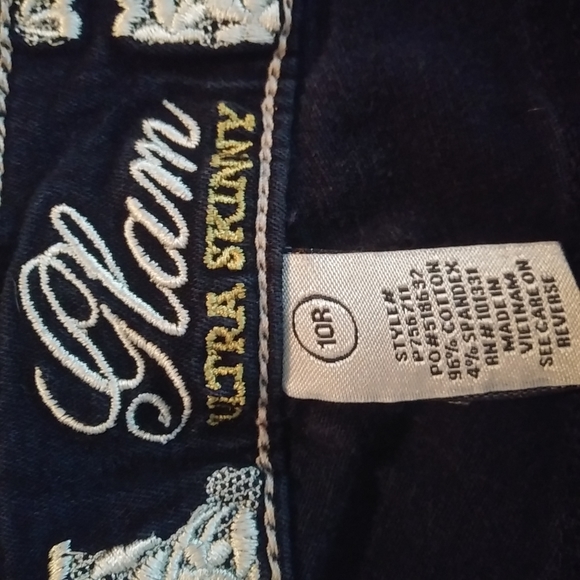 Glam
ULTRA SKINNY
10R
STYLE#
P7567E
PO#518632
96% COTTON
4% SPANDEX
RN# 101331
MADE IN
VIETNAM
SEE CARE ON
REVERSE